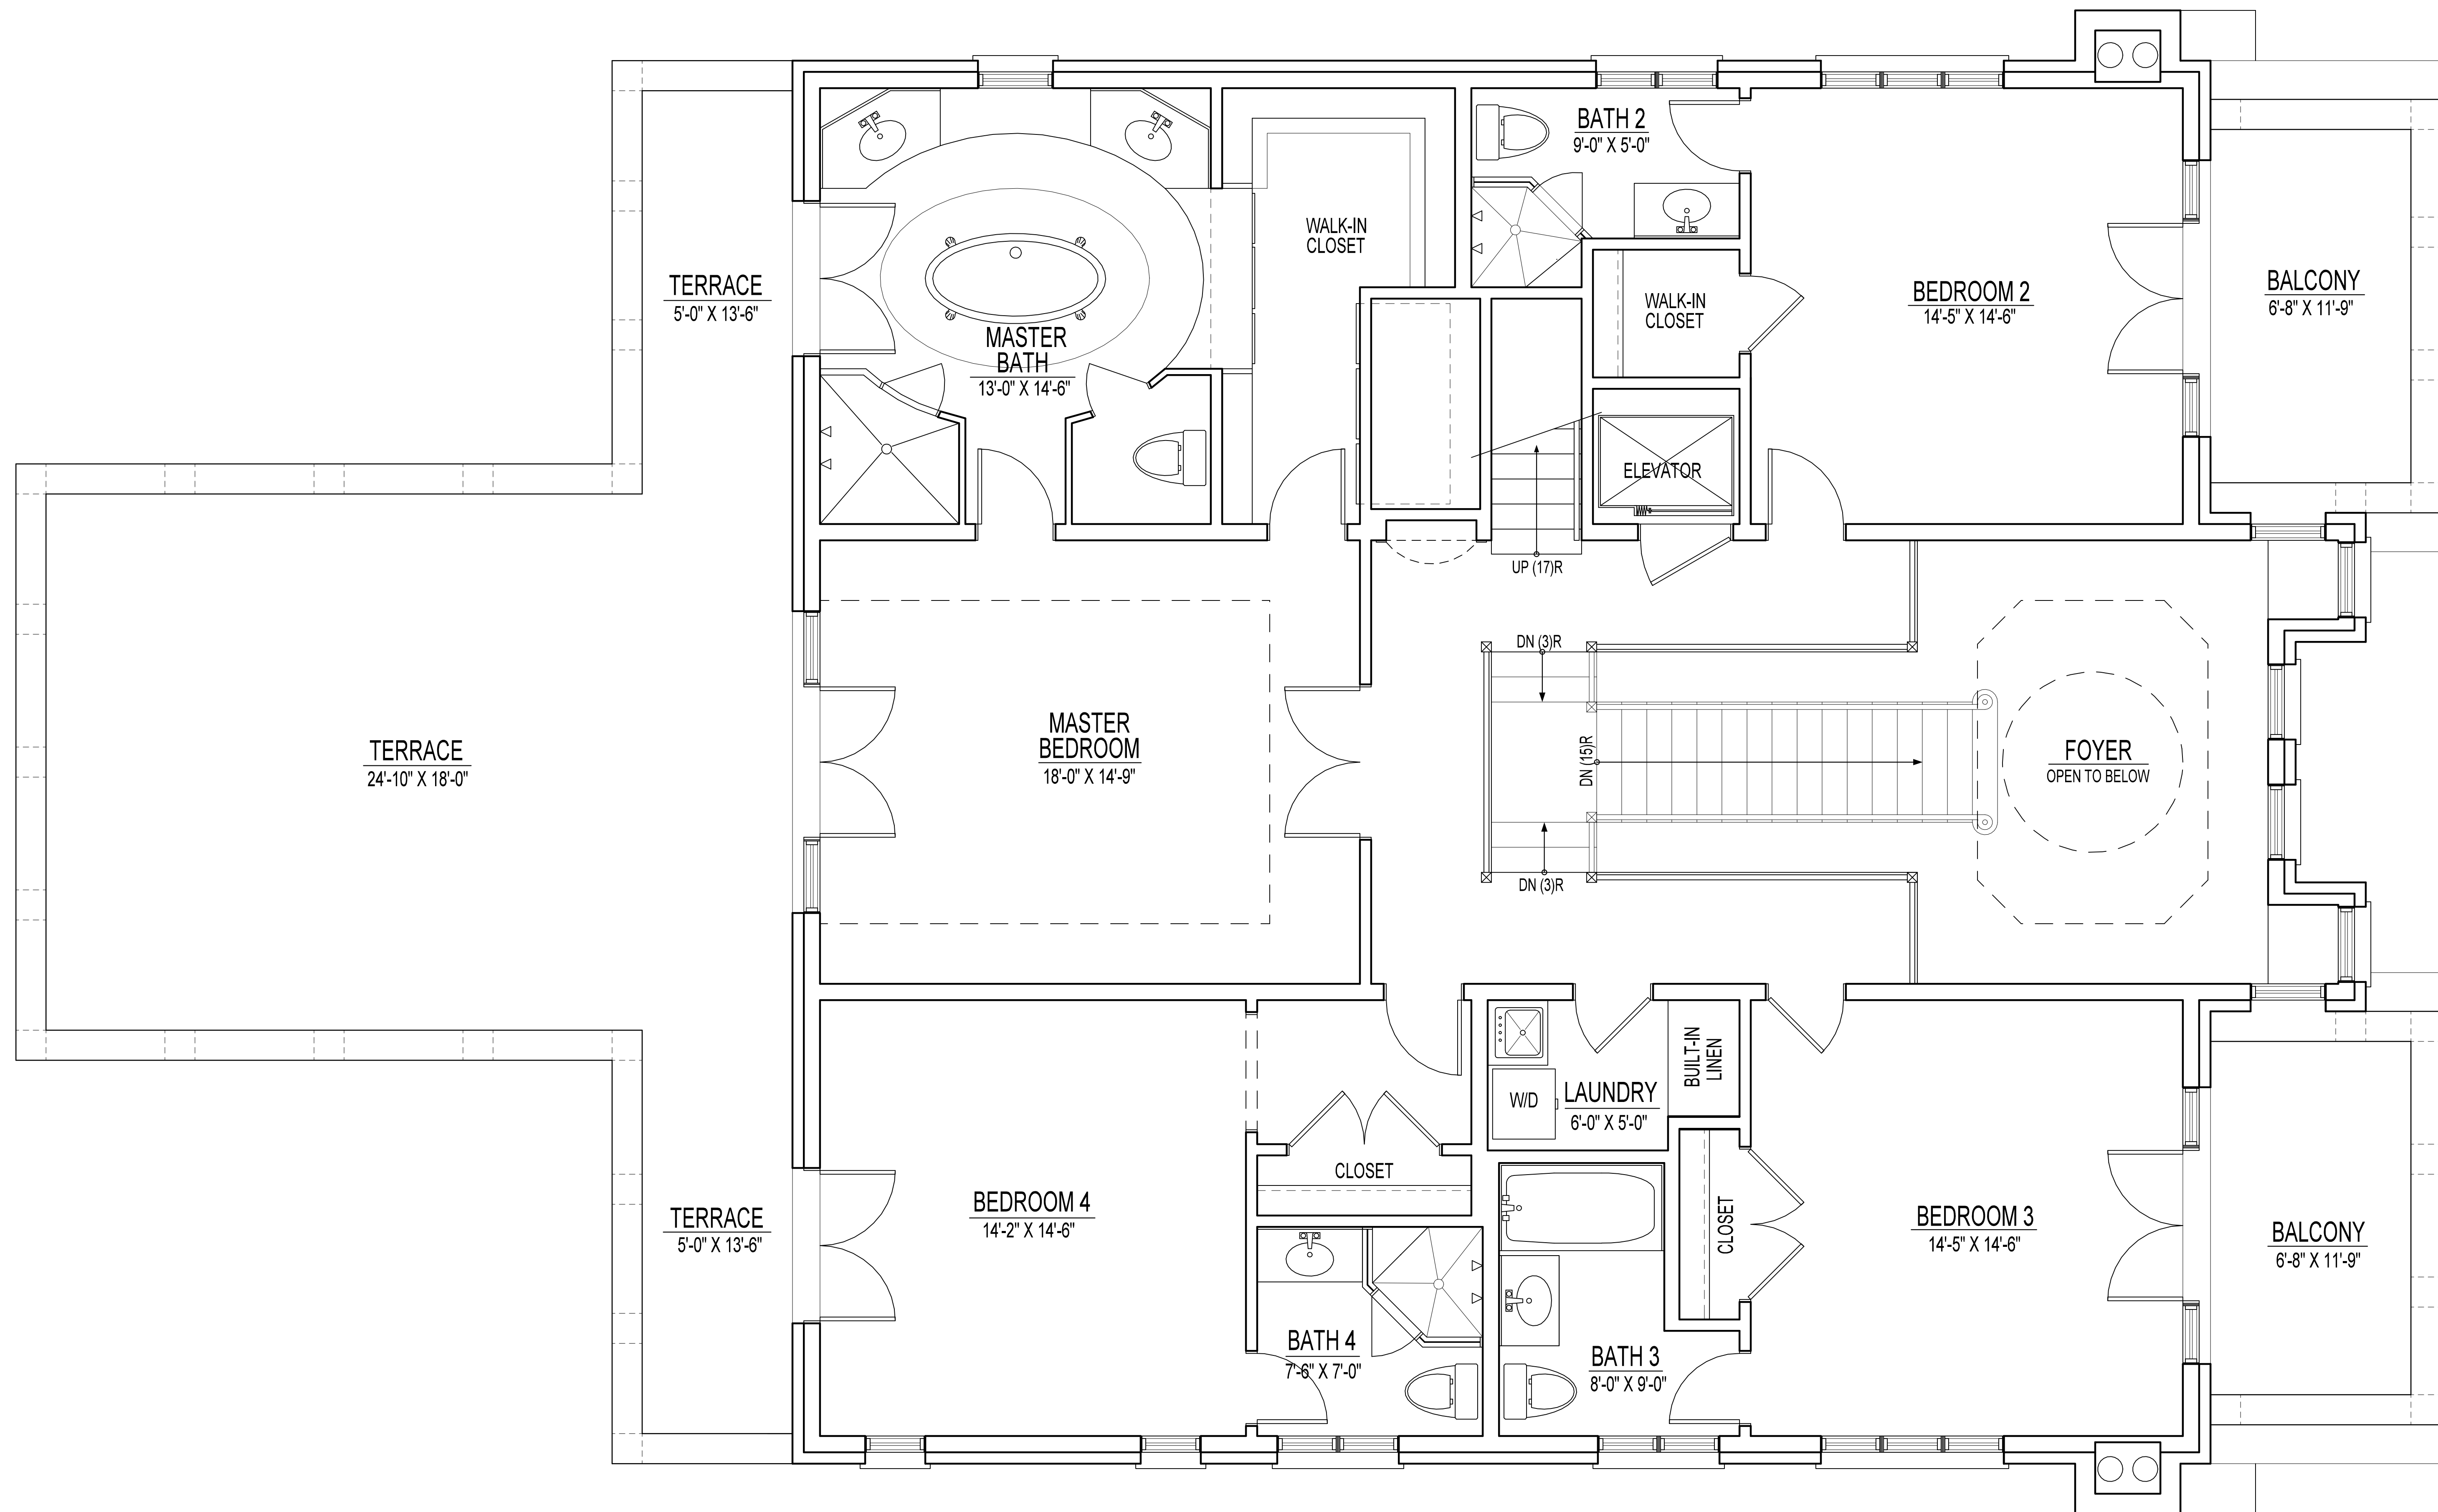 BATH 2
9'-0" X 5'-0"
WALK-IN
CLOSET
TERRACE
5'-0" X 13'-6"
MASTER
BATH
13'-0" X 14'-6"
WALK-IN
CLOSET
BEDROOM 2
14'-5" X 14'-6"
BALCONY
6'-8" X 11'-9"
ELEVATOR
UP (17)R
DN (3)R
TERRACE
24'-10" X 18'-0"
MASTER
BEDROOM
18'-0" X 14'-9"
DN (15)R
FOYER
OPEN TO BELOW
DN (3)R
W/D
LAUNDRY
6'-0" X 5'-0"
BUILT-IN
LINEN
CLOSET
TERRACE
5'-0" X 13'-6"
BEDROOM 4
14'-2" X 14'-6"
CLOSET
BEDROOM 3
14'-5" X 14'-6"
BALCONY
6'-8" X 11'-9"
BATH 4
7'-6" X 7'-0"
BATH 3
8'-0" X 9'-0"